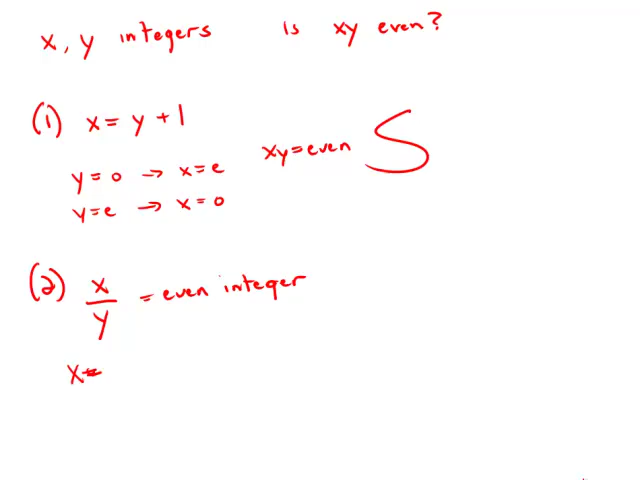 x, y integers is xy even?
(1) x = y + 1
y = o → x = e xy = even S
y = e → x = o
(2) x/y = even integer
x =